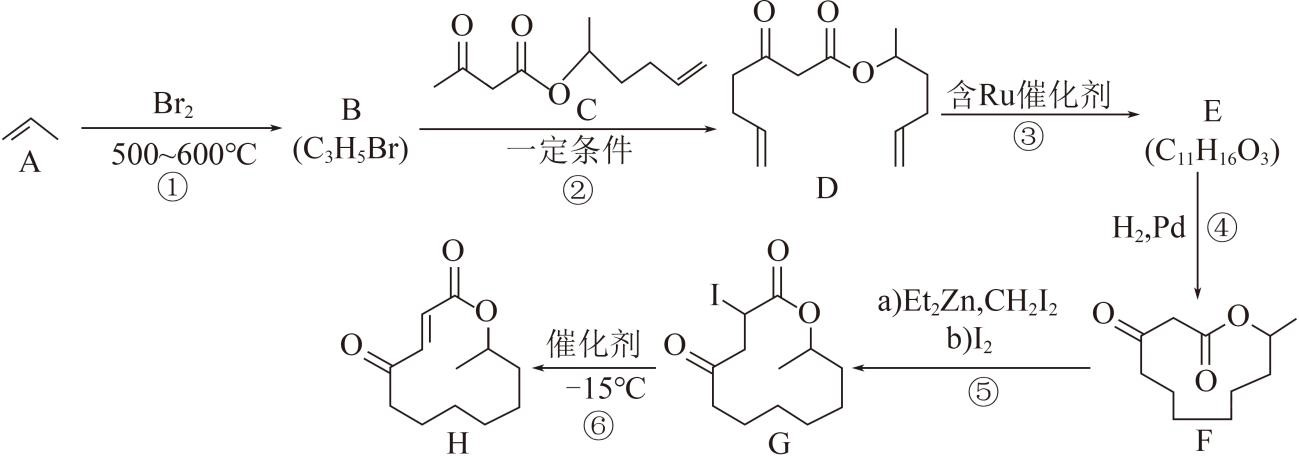 A
Br₂
500~600℃
①
B
(C₃H₅Br)
O O
O
C
一定条件
②
O O
O
D
含Ru催化剂
③
E
(C₁₁H₁₆O₃)
H₂,Pd ④
O O
O
F
a)Et₂Zn,CH₂I₂
b)I₂
⑤
O
I
O
O
G
催化剂
-15℃
⑥
O
O
O
H